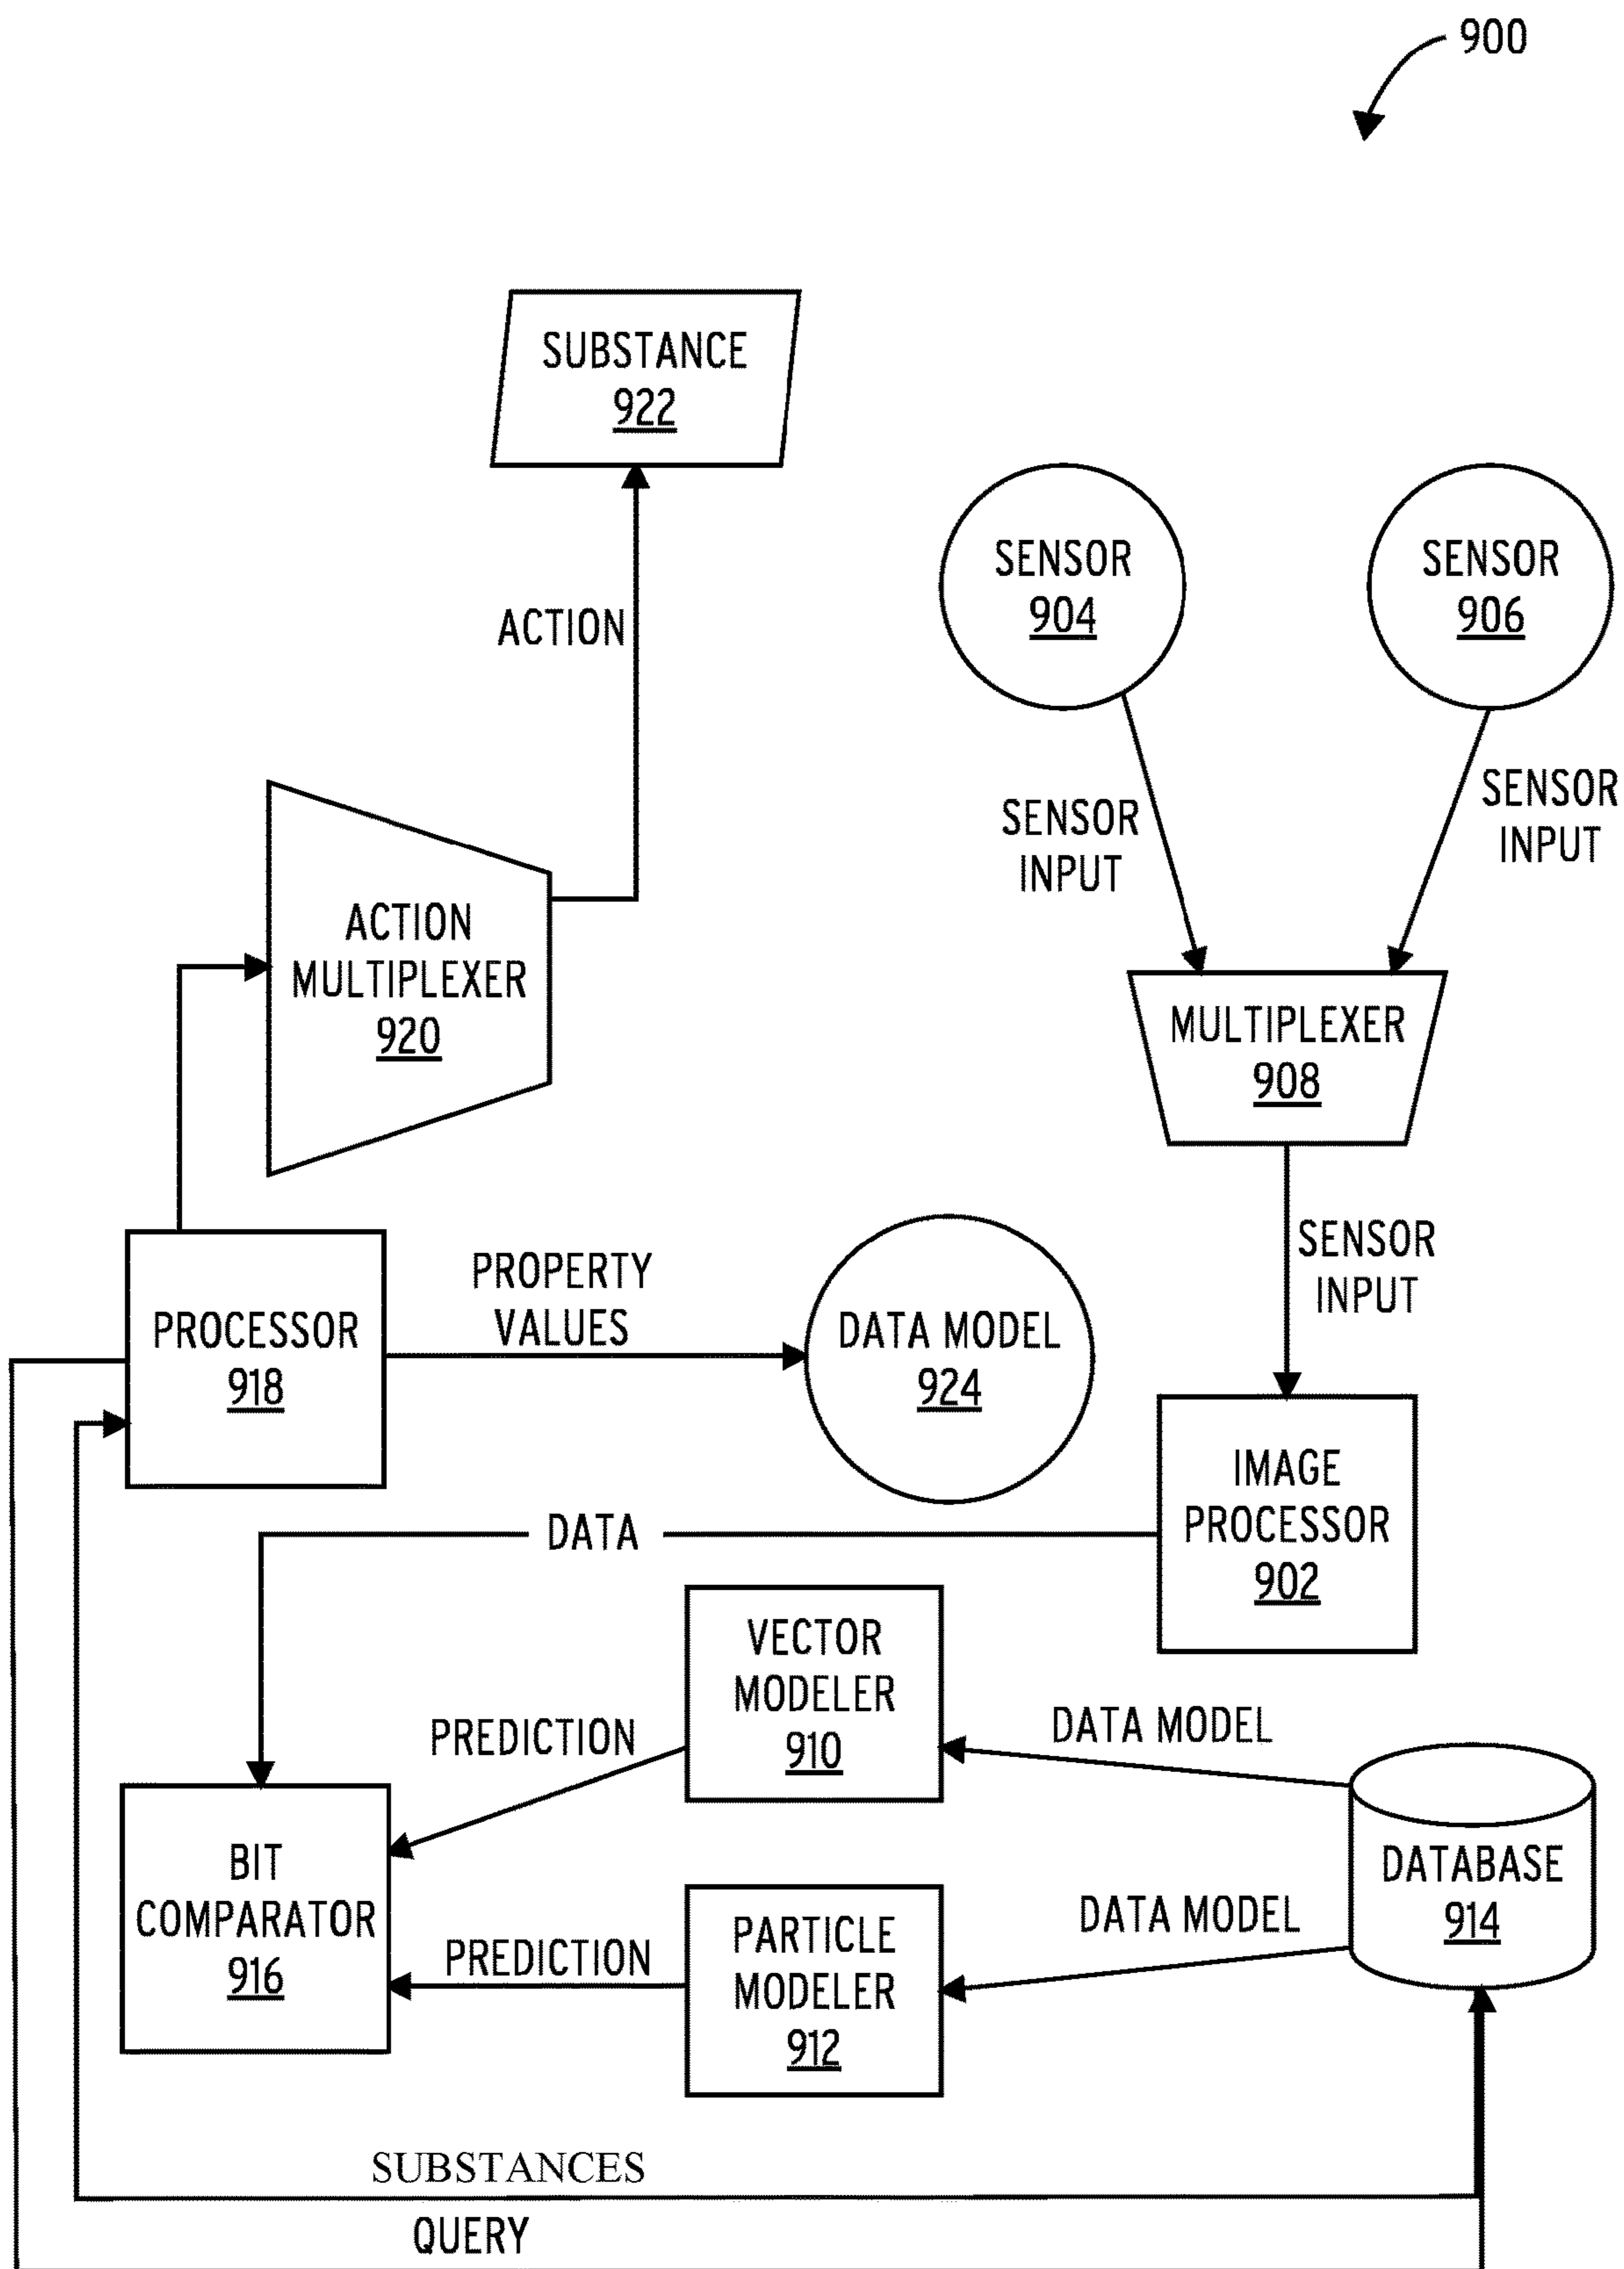 900
SUBSTANCE
922
SENSOR
904
SENSOR
906
ACTION
SENSOR
INPUT
SENSOR
INPUT
ACTION
MULTIPLEXER
920
MULTIPLEXER
908
SENSOR
INPUT
PROPERTY
VALUES
PROCESSOR
918
DATA MODEL
924
IMAGE
PROCESSOR
902
DATA
VECTOR
MODELER
910
PREDICTION
DATA MODEL
BIT
COMPARATOR
916
PREDICTION
PARTICLE
MODELER
912
DATA MODEL
DATABASE
914
SUBSTANCES
QUERY